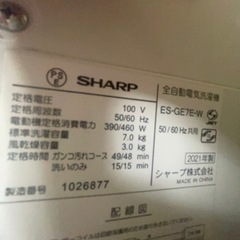 PS
E
SHARP
全自動電気洗濯機
ES-GE7E-W
定格電圧 100 V
定格周波数 50/60 Hz
50/60Hz共用
電動機定格消費電力 390/460 W
標準洗濯容量 7.0 kg
風乾燥容量 3.0 kg
定格時間 ガンコ汚れコース 49/48 min
洗いのみ 15/15 min
2021年製
シャープ株式会社
MADE IN CHINA
製造番号 1026877
配線図